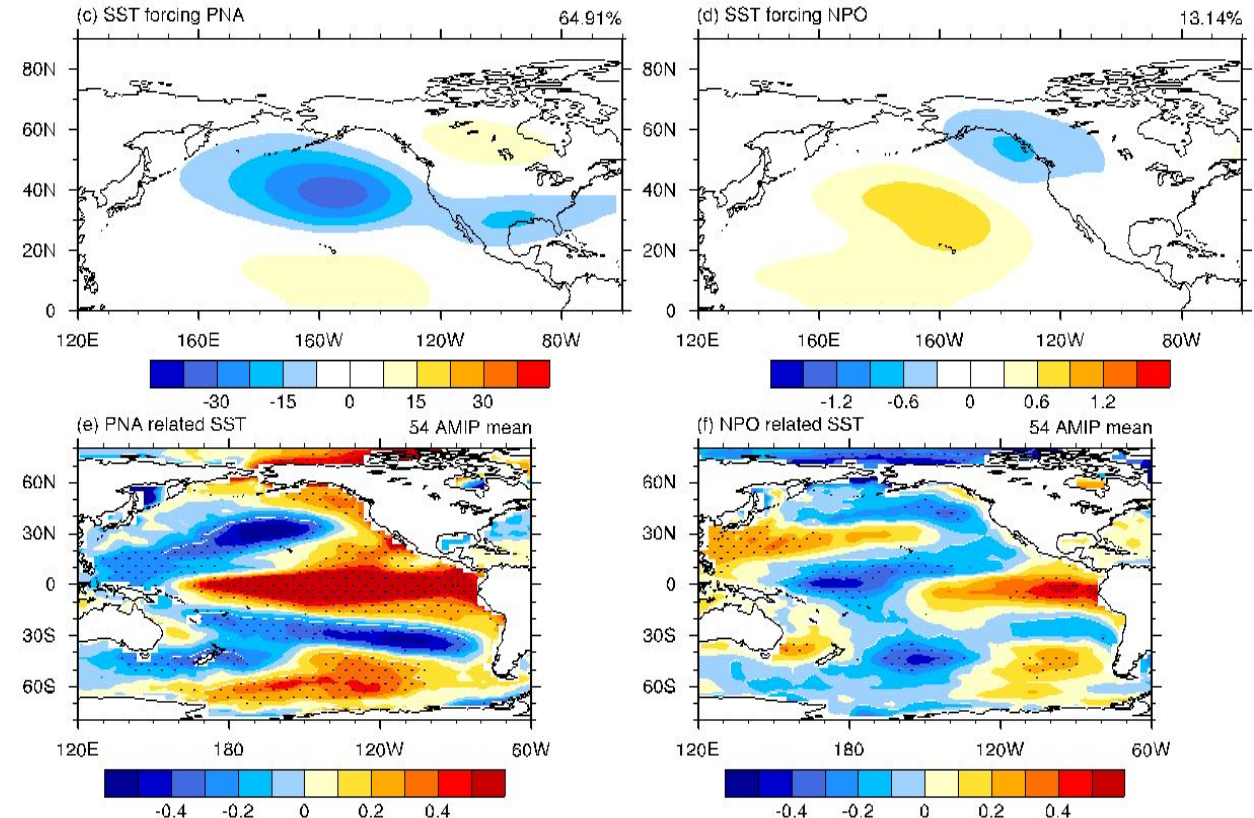 (c) SST forcing PNA 64.91%
80N
60N
40N
20N
0
120E 160E 160W 120W 80W
-30 -15 0 15 30
(d) SST forcing NPO 13.14%
80N
60N
40N
20N
0
120E 160E 160W 120W 80W
-1.2 -0.6 0 0.6 1.2
(e) PNA related SST 54 AMIP mean
60N
30N
0
30S
60S
120E 180 120W 60W
-0.4 -0.2 0 0.2 0.4
(f) NPO related SST 54 AMIP mean
60N
30N
0
30S
60S
120E 180 120W 60W
-0.4 -0.2 0 0.2 0.4